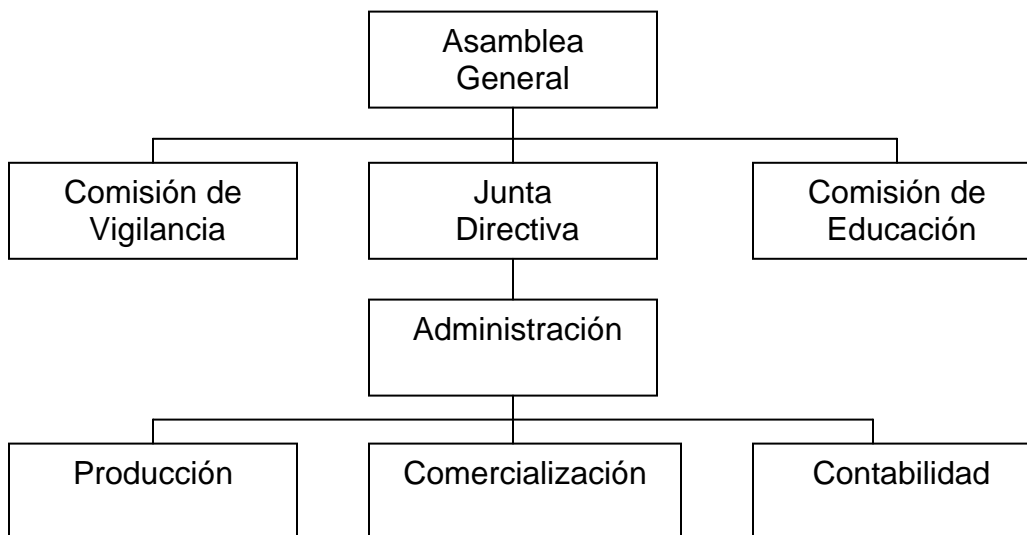 Asamblea
General
Comisión de
Vigilancia
Junta
Directiva
Comisión de
Educación
Administración
Producción
Comercialización
Contabilidad